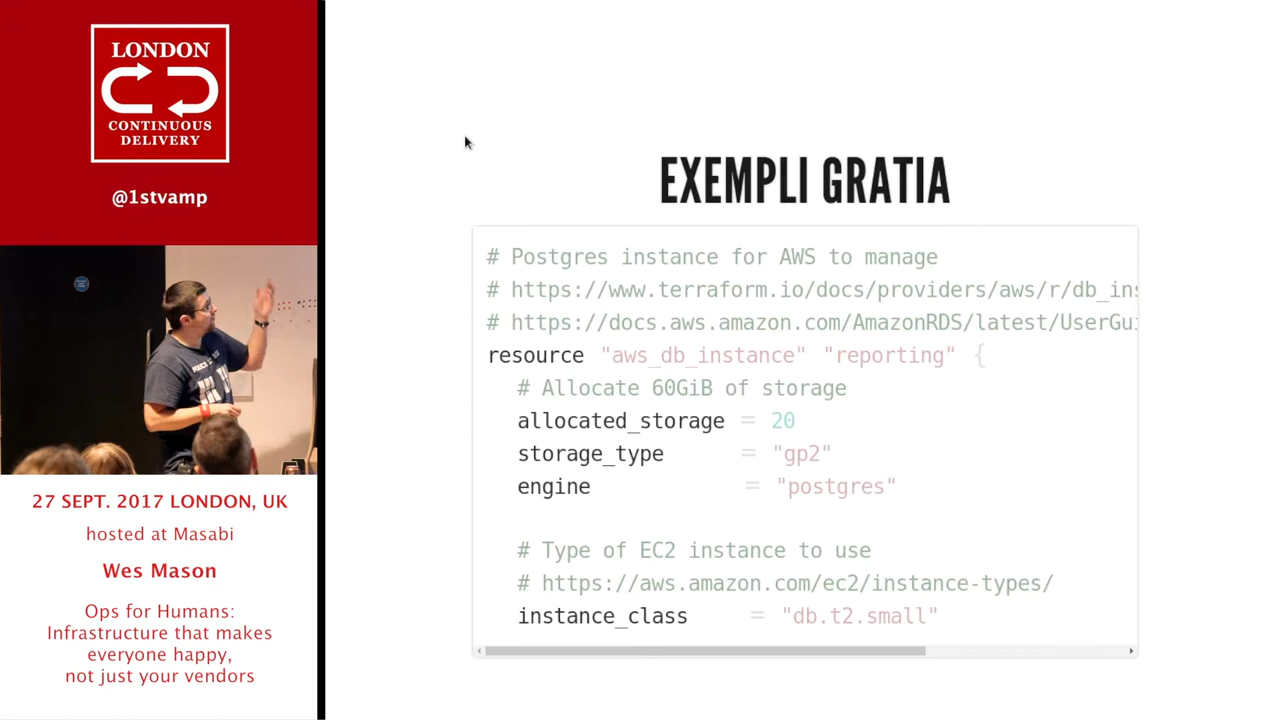 LONDON
CONTINUOUS
DELIVERY
@1stvamp
27 SEPT. 2017 LONDON, UK
hosted at Masabi
Wes Mason
Ops for Humans:
Infrastructure that makes
everyone happy,
not just your vendors
EXEMPLI GRATIA
# Postgres instance for AWS to manage
# https://www.terraform.io/docs/providers/aws/r/db_ins
# https://docs.aws.amazon.com/AmazonRDS/latest/UserGui
resource "aws_db_instance" "reporting" {
# Allocate 60GiB of storage
allocated_storage = 20
storage_type = "gp2"
engine = "postgres"
# Type of EC2 instance to use
# https://aws.amazon.com/ec2/instance-types/
instance_class = "db.t2.small"